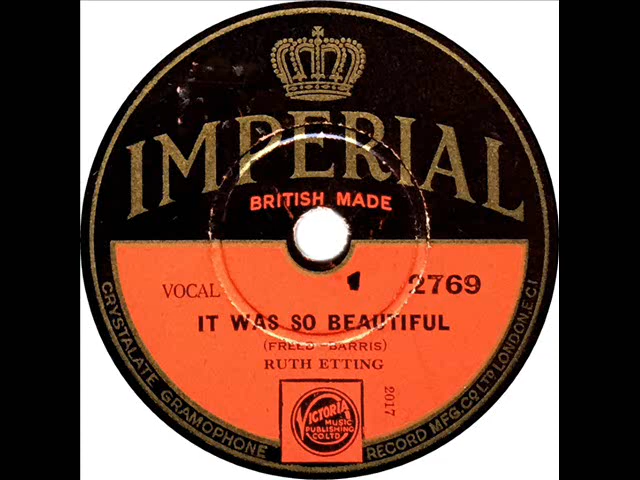 IMPERIAL
BRITISH MADE
VOCAL 2769
IT WAS SO BEAUTIFUL
(FREED-BARRIS)
RUTH ETTING
2017
VICTORIA
MUSIC
PUBLISHING
CO LTD
CRYSTALATE GRAMOPHONE RECORD MFG. CO LTD LONDON.E.C.1